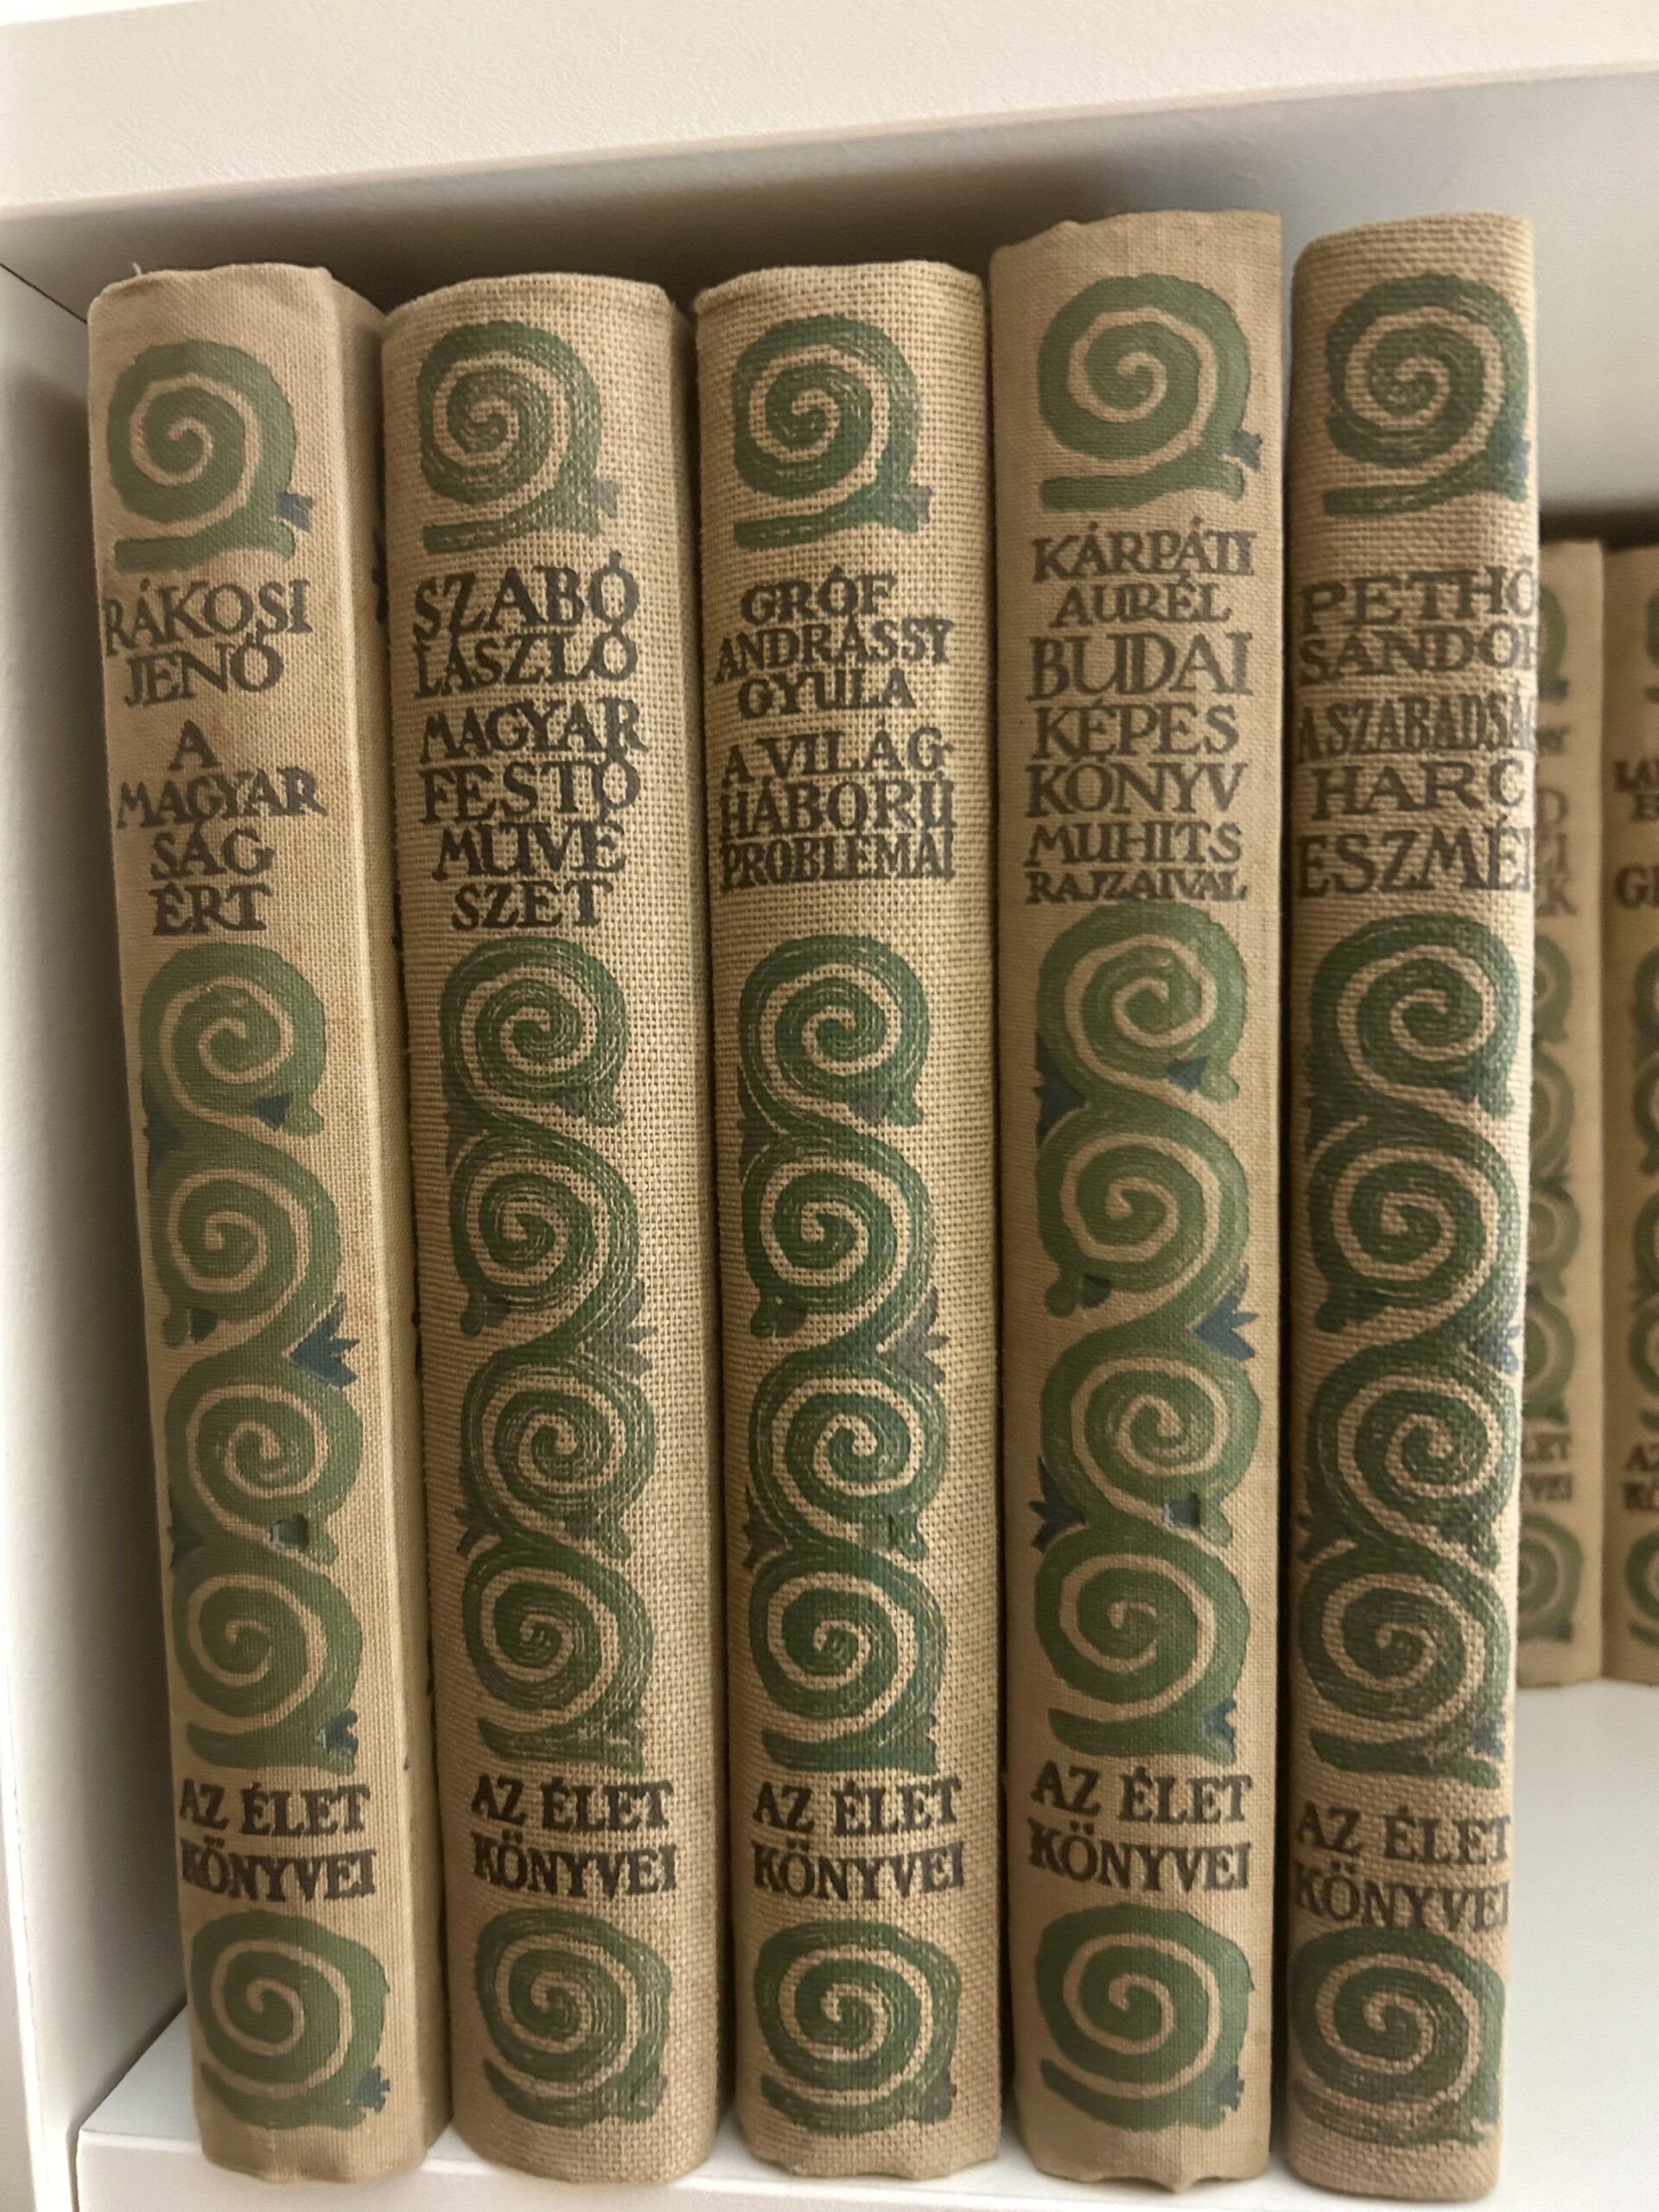 RÁKOSI
JENŐ
A
MAGYAR
SÁG
ÉRT
AZ ÉLET
KÖNYVEI
SZABÓ
LÁSZLÓ
MAGYAR
FESTŐ
MŰVÉ
SZET
AZ ÉLET
KÖNYVEI
GRÓF
ANDRÁSSY
GYULA
A VILÁG-
HÁBORÚ
PROBLÉMÁI
AZ ÉLET
KÖNYVEI
KÁRPÁTI
AURÉL
BUDAI
KÉPES
KÖNYV
MUHITS
RAJZAIVAL
AZ ÉLET
KÖNYVEI
PETHŐ
SÁNDOR
A SZABADSÁ
HARC
ESZMÉI
AZ ÉLET
KÖNYVEI